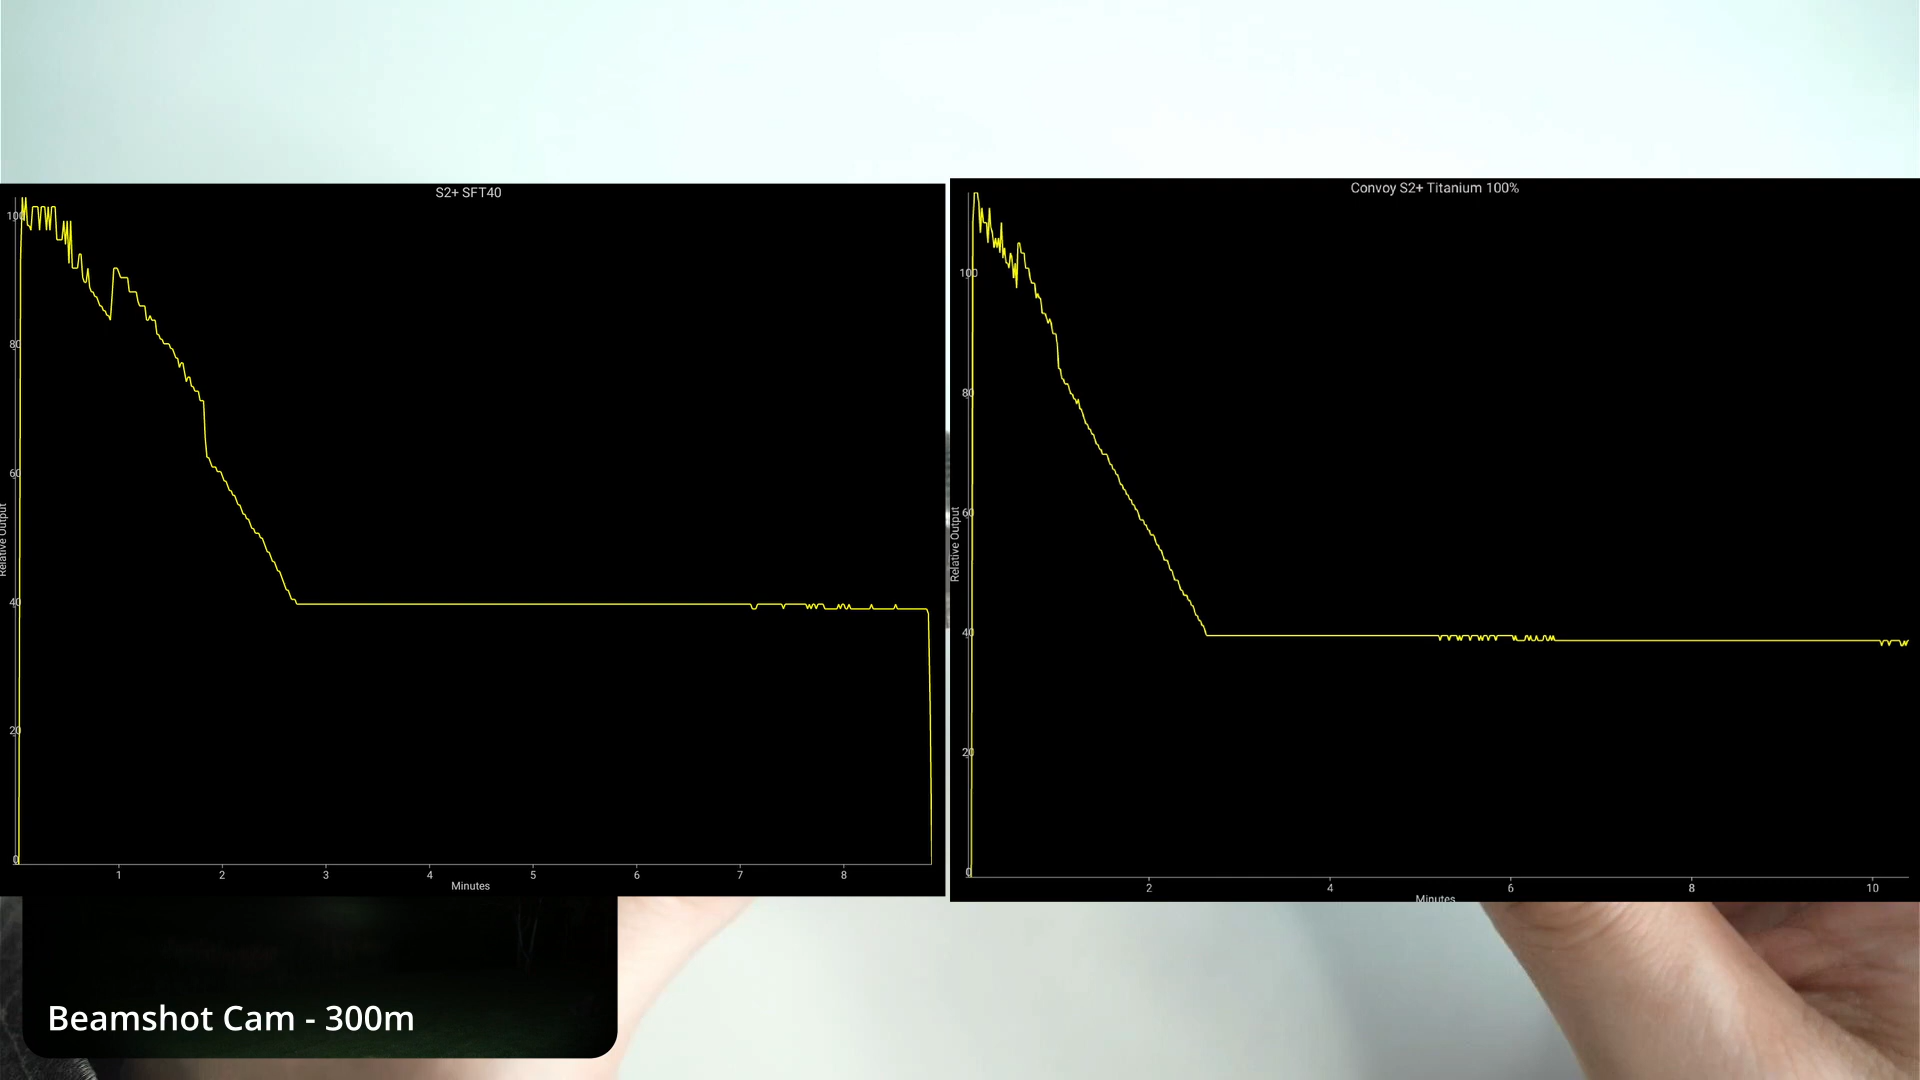 S2+ SFT40
100
80
60
40
20
0
Relative Output
1 2 3 4 5 6 7 8
Minutes
Convoy S2+ Titanium 100%
100
80
60
40
20
0
Relative Output
2 4 6 8 10
Minutes
Beamshot Cam - 300m